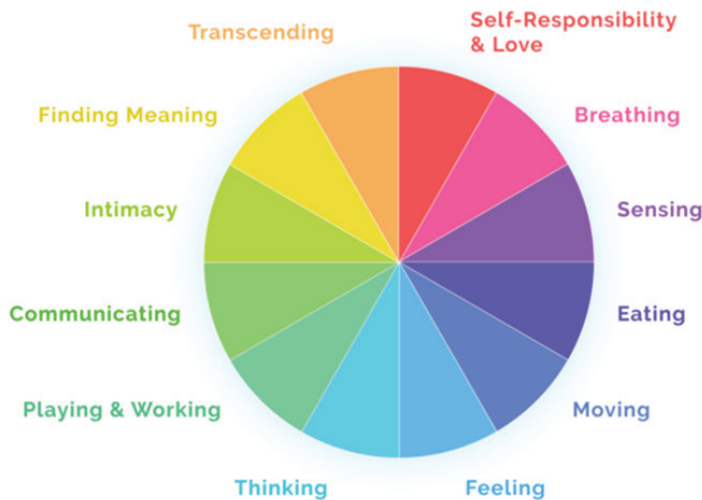 Self-Responsibility
& Love
Breathing
Sensing
Eating
Moving
Feeling
Thinking
Playing & Working
Communicating
Intimacy
Finding Meaning
Transcending